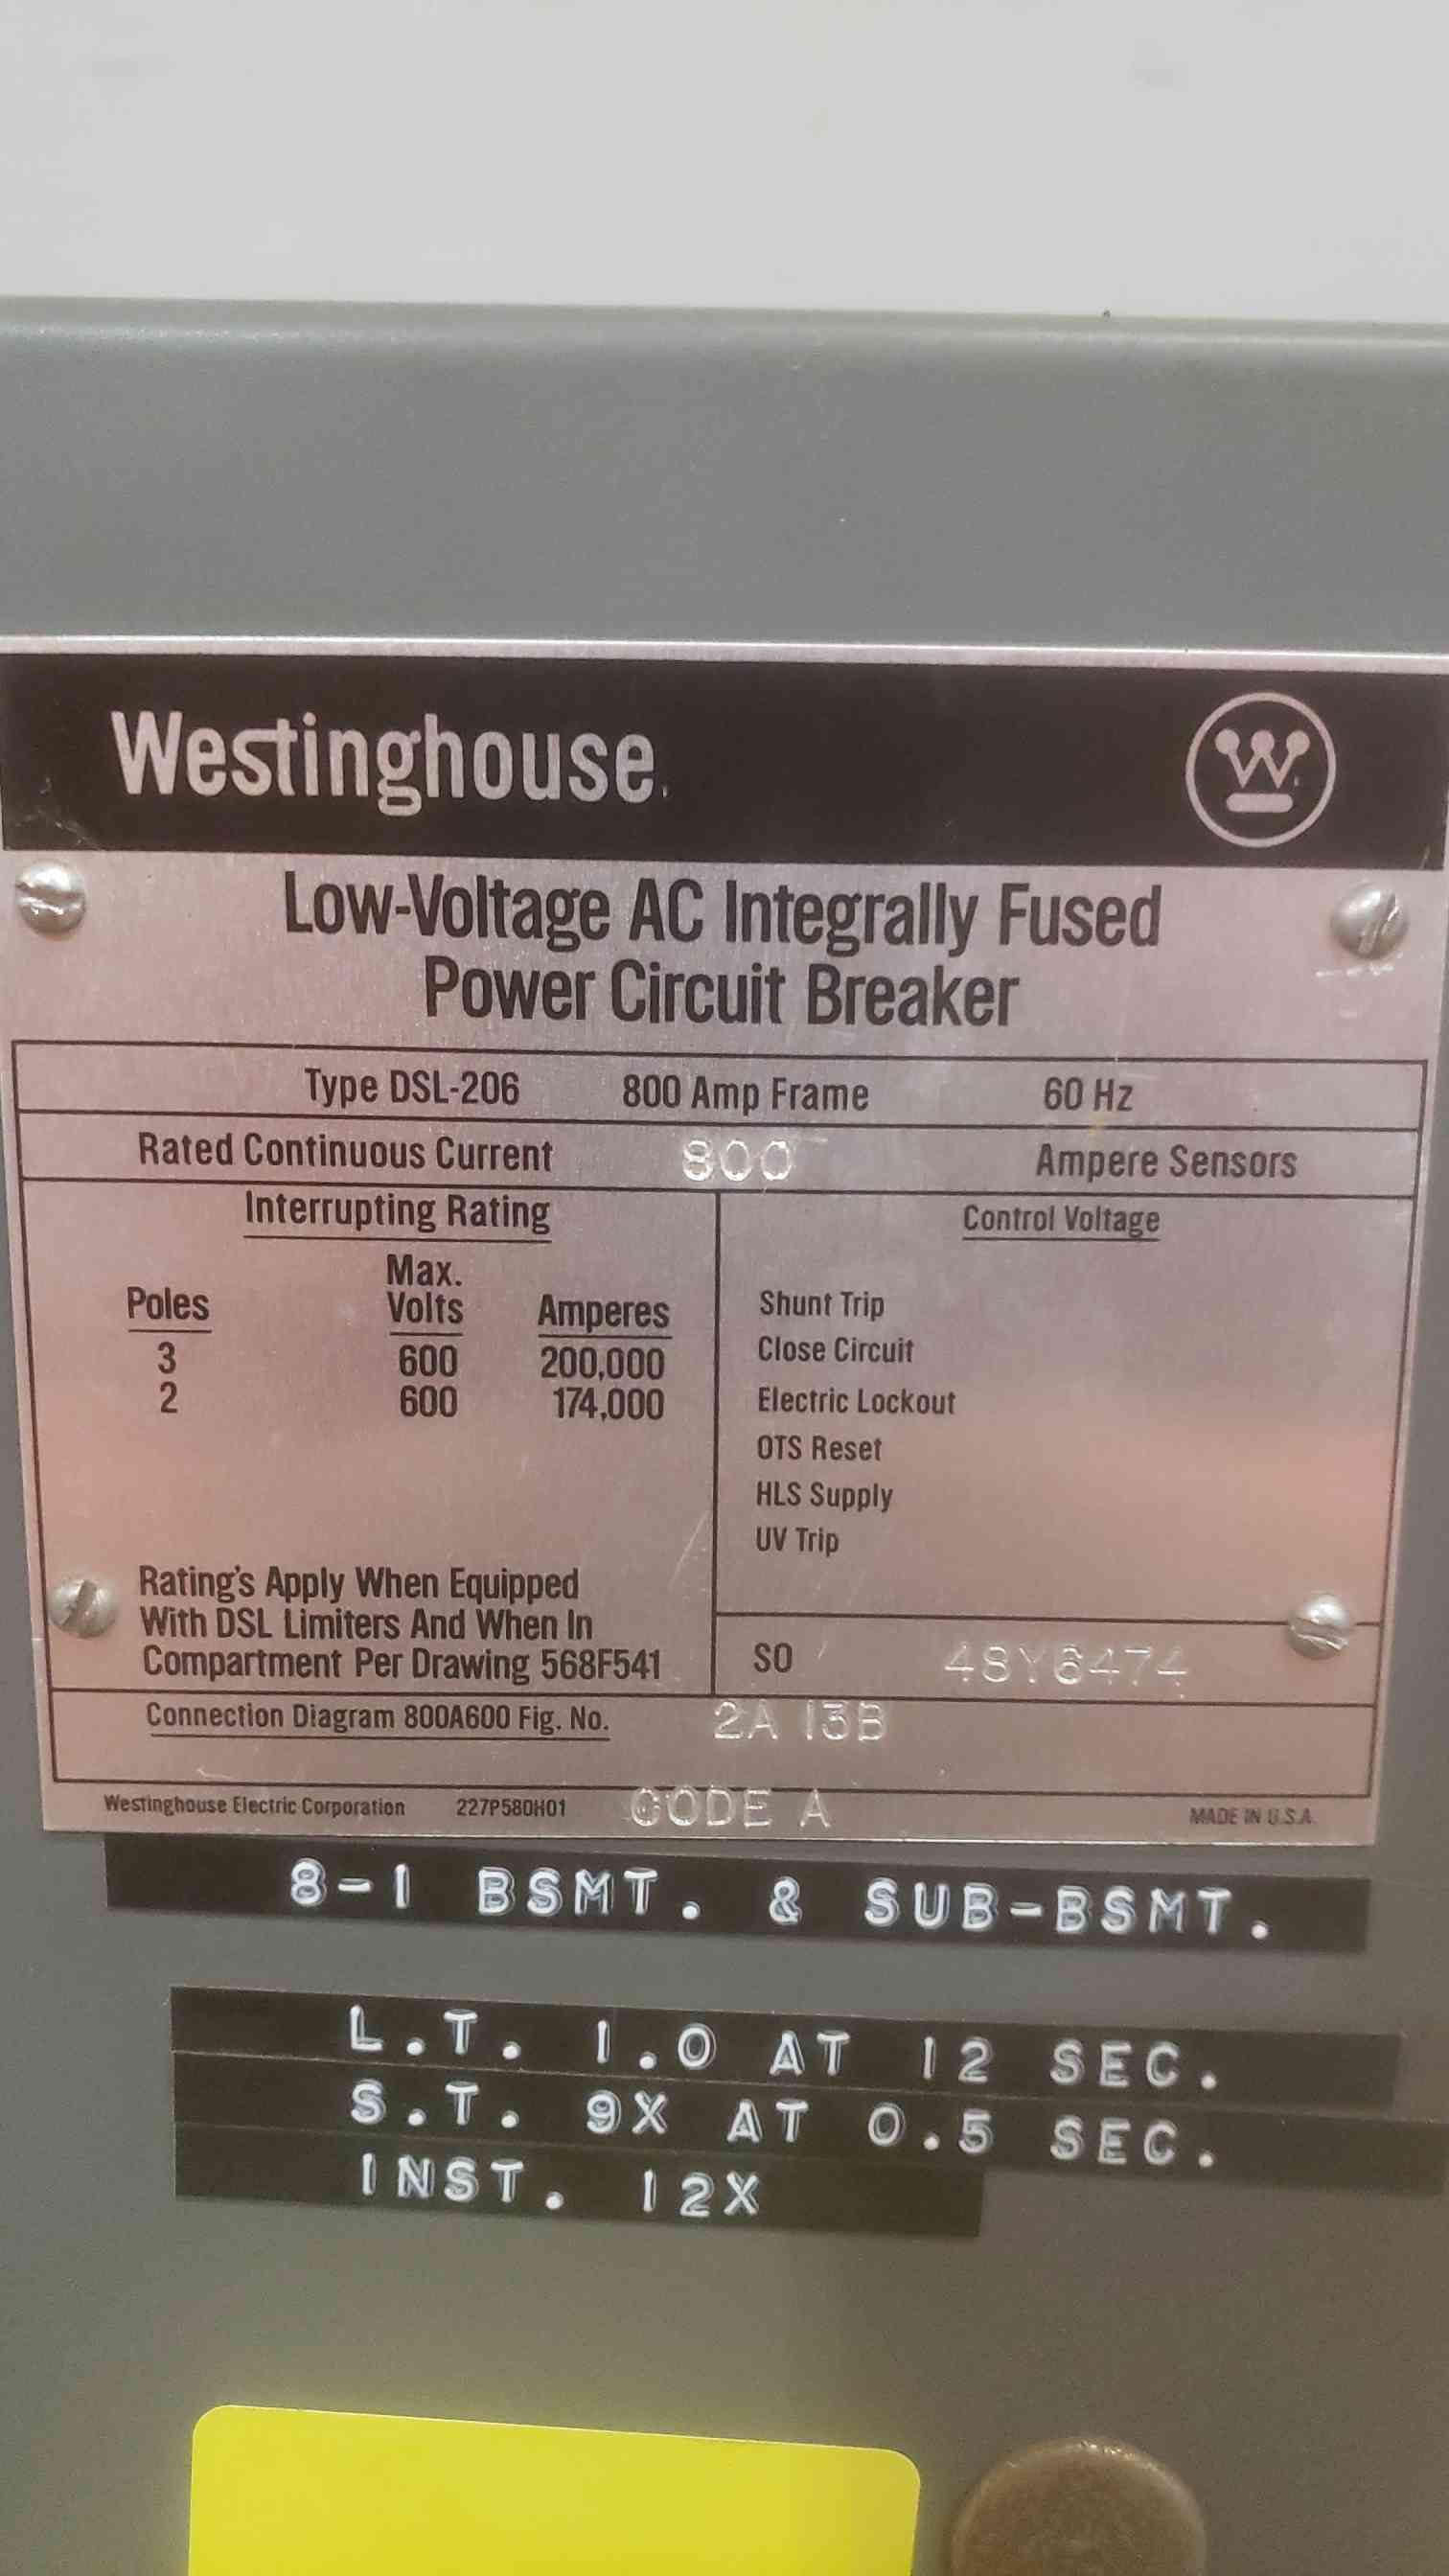 Westinghouse
W
Low-Voltage AC Integrally Fused
Power Circuit Breaker
Type DSL-206 800 Amp Frame 60 Hz
Rated Continuous Current 800 Ampere Sensors
Interrupting Rating
Max.
Poles Volts Amperes
3 600 200,000
2 600 174,000
Rating's Apply When Equipped
With DSL Limiters And When In
Compartment Per Drawing 568F541
Control Voltage
Shunt Trip
Close Circuit
Electric Lockout
OTS Reset
HLS Supply
UV Trip
SO 48Y6474
Connection Diagram 800A600 Fig. No. 2A 13B
Westinghouse Electric Corporation 227P580H01 CODE A MADE IN U.S.A.
8-1 BSMT. & SUB-BSMT.
L.T. 1.0 AT 12 SEC.
S.T. 9X AT 0.5 SEC.
INST. 12X